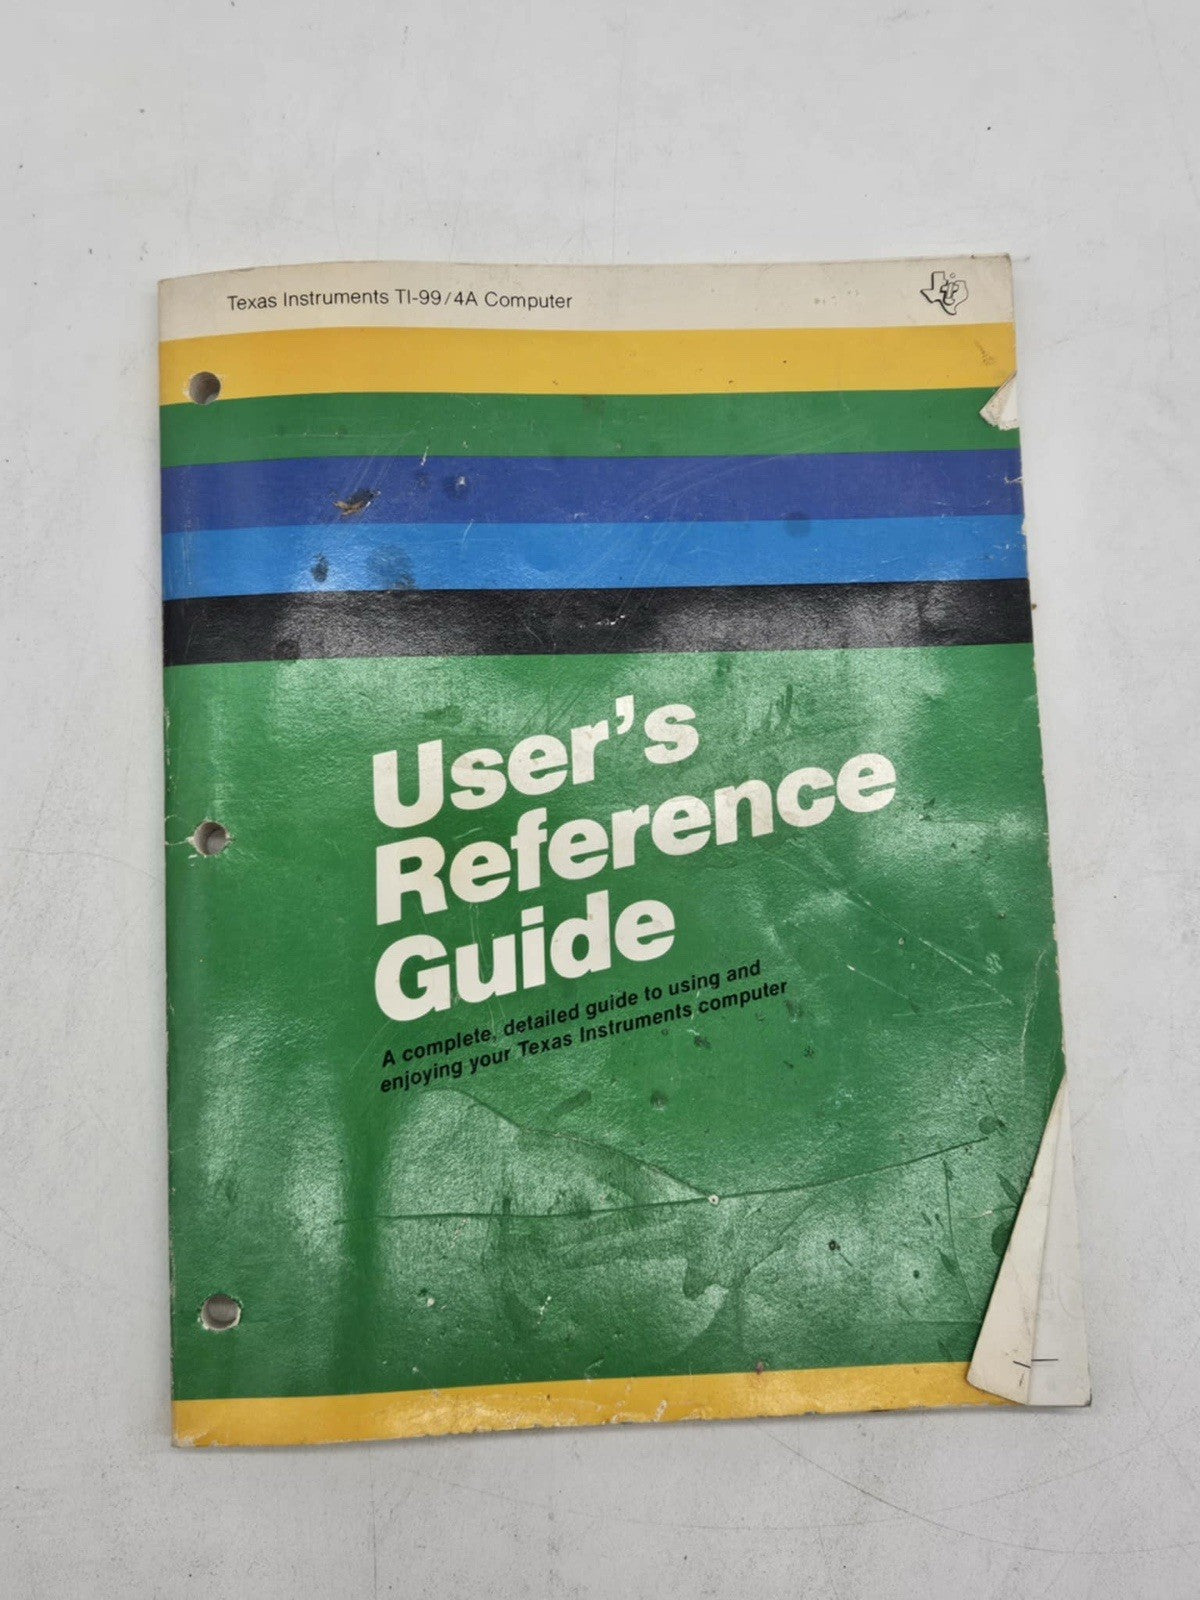 Texas Instruments TI-99/4A Computer
User's
Reference
Guide
A complete, detailed guide to using and
enjoying your Texas Instruments computer